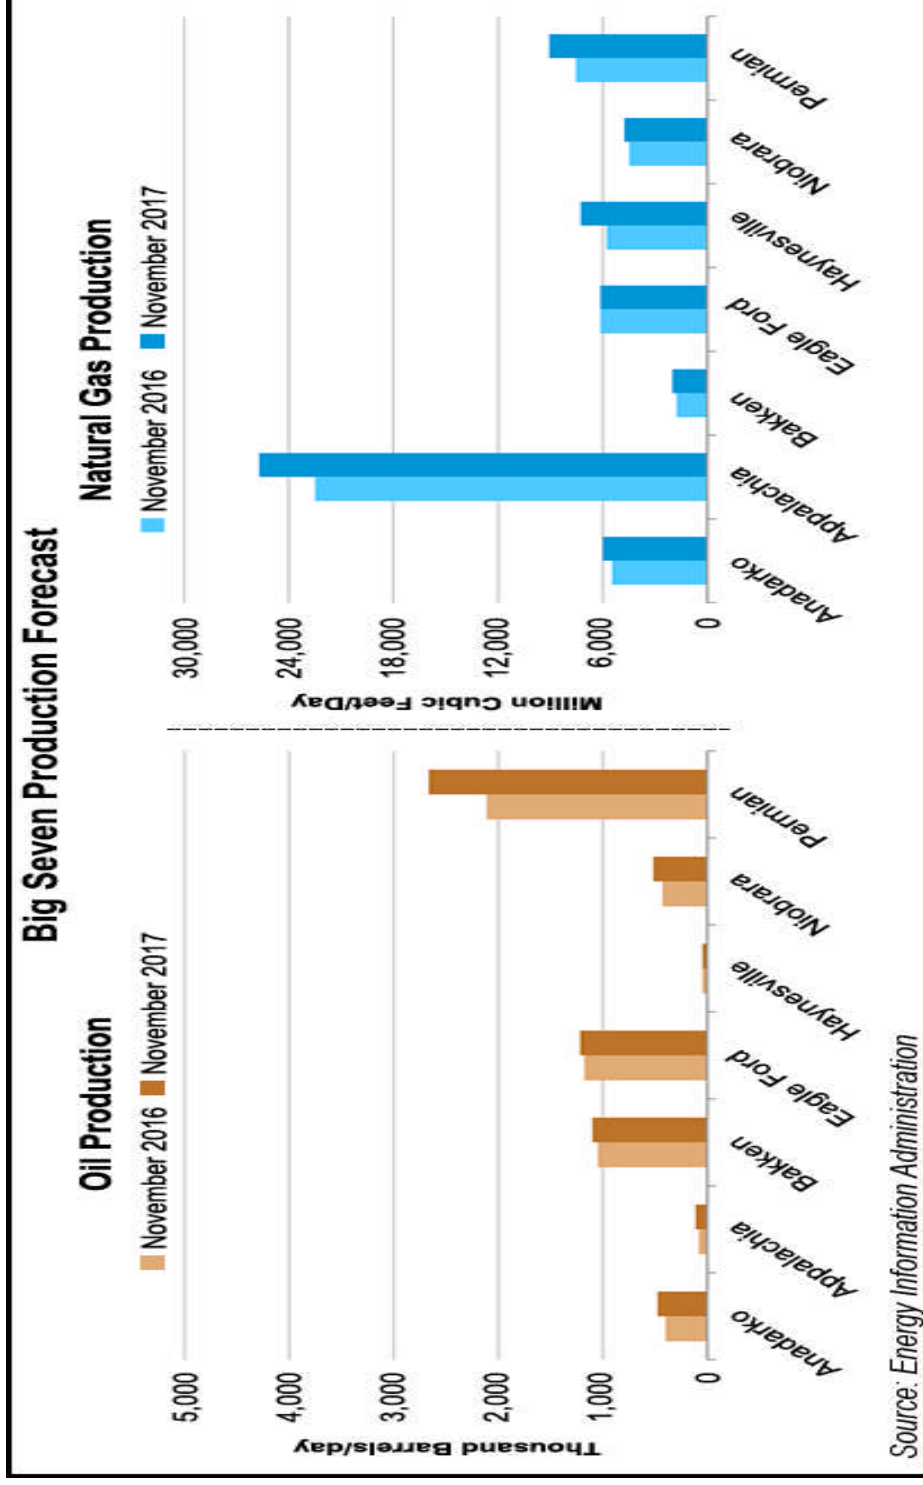 Big Seven Production Forecast
Oil Production
November 2016 November 2017
5,000
4,000
3,000
2,000
1,000
0
Thousand Barrels/day
Anadarko
Appalachia
Bakken
Eagle Ford
Haynesville
Niobrara
Permian
Natural Gas Production
November 2016 November 2017
30,000
24,000
18,000
12,000
6,000
0
Million Cubic Feet/Day
Anadarko
Appalachia
Bakken
Eagle Ford
Haynesville
Niobrara
Permian
Source: Energy Information Administration